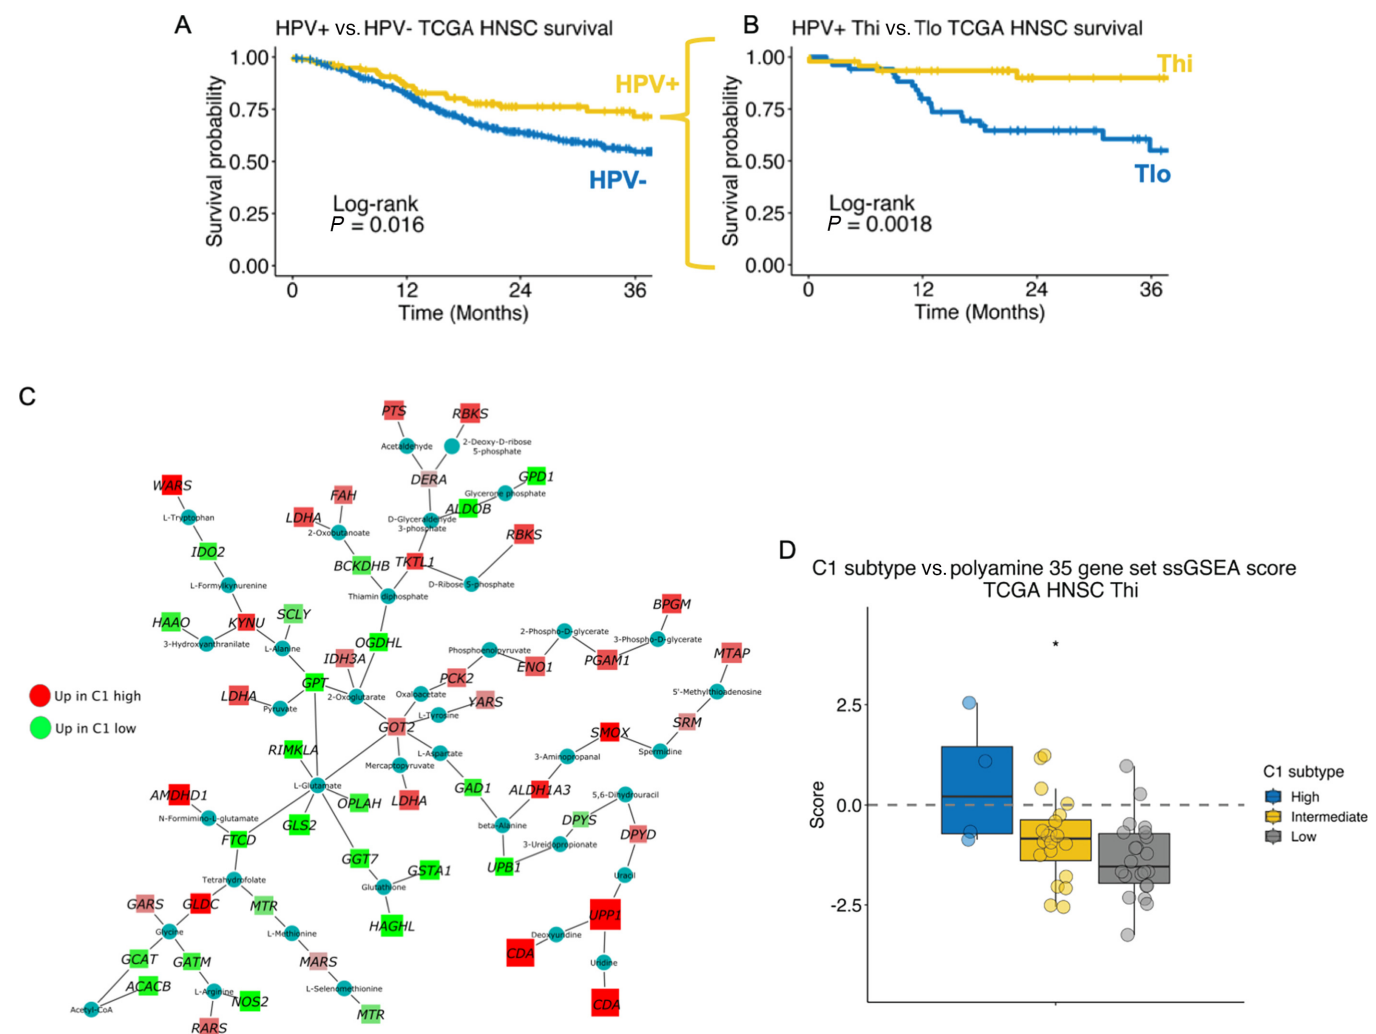 A
HPV+ vs. HPV- TCGA HNSC survival
Survival probability
1.00
0.75
0.50
0.25
0.00
HPV+
HPV-
Log-rank
P = 0.016
0
12
24
36
Time (Months)
B
HPV+ Thi vs. Tlo TCGA HNSC survival
Survival probability
1.00
0.75
0.50
0.25
0.00
Thi
Tlo
Log-rank
P = 0.0018
0
12
24
36
Time (Months)
C
PTS
RBKS
Acetaldehyde
2-Deoxy-D-ribose
5-phosphate
DERA
GPD1
Glycerone phosphate
ALDOB
D-Glyceraldehyde
3-phosphate
WARS
L-Tryptophan
IDO2
L-Formylkynurenine
FAH
LDHA
2-Oxobutanoate
BCKDHB
TKTL1
RBKS
D-Ribose 5-phosphate
Thiamin diphosphate
HAAO
KYNU
SCLY
3-Hydroxyanthranilate
L-Alanine
OGDHL
IDH3A
GPT
LDHA
Pyruvate
2-Oxoglutarate
BPGM
2-Phospho-D-glycerate
3-Phospho-D-glycerate
Phosphoenolpyruvate
ENO1
PGAM1
MTAP
PCK2
Oxaloacetate
YARS
L-Tyrosine
5'-Methylthioadenosine
GOT2
SRM
SMOX
Spermidine
3-Aminopropanal
Up in C1 high
Up in C1 low
RIMKLA
L-Aspartate
Mercaptopyruvate
L-Glutamate
LDHA
GAD1
ALDH1A3
5,6-Dihydrouracil
AMDHD1
N-Formimino-L-glutamate
OPLAH
GLS2
FTCD
beta-Alanine
DPYS
DPYD
3-Ureidopropionate
UPB1
GGT7
GSTA1
Glutathione
HAGHL
Uracil
Tetrahydrofolate
GARS
GLDC
MTR
Glycine
L-Methionine
UPP1
Deoxyuridine
CDA
Uridine
CDA
GCAT
GATM
MARS
ACACB
Acetyl-CoA
L-Arginine
NOS2
L-Selenomethionine
MTR
RARS
D
C1 subtype vs. polyamine 35 gene set ssGSEA score
TCGA HNSC Thi
*
Score
2.5
0.0
-2.5
C1 subtype
High
Intermediate
Low